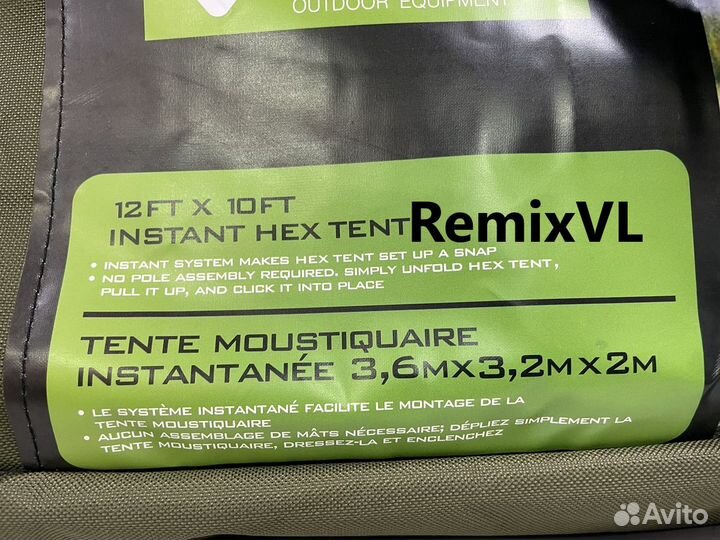 OUTDOOR EQUIPMENT
12FT X 10FT
INSTANT HEX TENT RemixVL
• INSTANT SYSTEM MAKES HEX TENT SET UP A SNAP
• NO POLE ASSEMBLY REQUIRED. SIMPLY UNFOLD HEX TENT,
PULL IT UP, AND CLICK IT INTO PLACE
TENTE MOUSTIQUAIRE
INSTANTANÉE 3,6MX3,2MX2M
• LE SYSTÈME INSTANTANÉ FACILITE LE MONTAGE DE LA
TENTE MOUSTIQUAIRE
• AUCUN ASSEMBLAGE DE MÂTS NÉCESSAIRE; DÉPLIEZ SIMPLEMENT LA
TENTE MOUSTIQUAIRE, DRESSEZ-LA ET ENCLENCHEZ
Avito